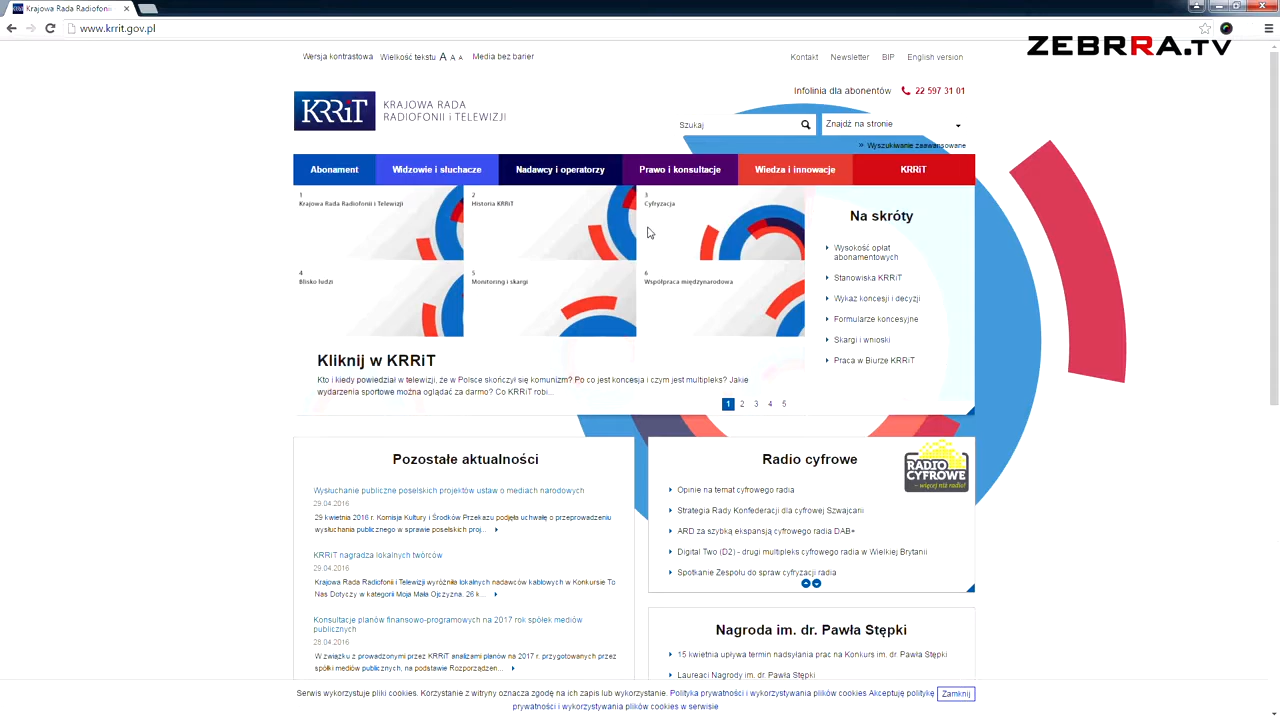 Krajowa Rada Radiofonii
www.krrit.gov.pl
ZEBRRA.TV
Wersja kontrastowa Wielkość tekstu A A A Media bez barier
Kontakt Newsletter BIP English version
Infolinia dla abonentów 22 597 31 01
KRRiT KRAJOWA RADA
RADIOFONII i TELEWIZJI
Szukaj
Znajdź na stronie
» Wyszukiwanie zaawansowane
Abonament Widzowie i słuchacze Nadawcy i operatorzy Prawo i konsultacje Wiedza i innowacje KRRiT
1
Krajowa Rada Radiofonii i Telewizji
2
Historia KRRiT
3
Cyfryzacja
4
Blisko ludzi
5
Monitoring i skargi
6
Współpraca międzynarodowa
Kliknij w KRRiT
Kto i kiedy powiedział w telewizji, że w Polsce skończył się komunizm? Po co jest koncesja i czym jest multipleks? Jakie
wydarzenia sportowe można oglądać za darmo? Co KRRiT robi...
1 2 3 4 5
Na skróty
Wysokość opłat
abonamentowych
Stanowiska KRRiT
Wykaz koncesji i decyzji
Formularze koncesyjne
Skargi i wnioski
Praca w Biurze KRRiT
Pozostałe aktualności
Wysłuchanie publiczne poselskich projektów ustaw o mediach narodowych
29.04.2016
29 kwietnia 2016 r. Komisja Kultury i Środków Przekazu podjęła uchwałę o przeprowadzeniu
wysłuchania publicznego w sprawie poselskich proj...
KRRiT nagradza lokalnych twórców
29.04.2016
Krajowa Rada Radiofonii i Telewizji wyróżniła lokalnych nadawców kablowych w Konkursie To
Nas Dotyczy w kategorii Moja Mała Ojczyzna. 26 k...
Konsultacje planów finansowo-programowych na 2017 rok spółek mediów
publicznych
28.04.2016
W związku z prowadzonymi przez KRRiT analizami planów na 2017 r. przygotowanych przez
spółki mediów publicznych, na podstawie Rozporządzen...
Radio cyfrowe
RADIO
CYFROWE
– więcej niż radio!
Opinie na temat cyfrowego radia
Strategia Rady Konfederacji dla cyfrowej Szwajcarii
ARD za szybką ekspansją cyfrowego radia DAB+
Digital Two (D2) - drugi multipleks cyfrowego radia w Wielkiej Brytanii
Spotkanie Zespołu do spraw cyfryzacji radia
Nagroda im. dr. Pawła Stępki
15 kwietnia upływa termin nadsyłania prac na Konkurs im. dr. Pawła Stępki
Laureaci Nagrody im. dr. Pawła Stępki
Serwis wykorzystuje pliki cookies. Korzystanie z witryny oznacza zgodę na ich zapis lub wykorzystanie. Polityka prywatności i wykorzystywania plików cookies Akceptuję politykę Zamknij
prywatności i wykorzystywania plików cookies w serwisie